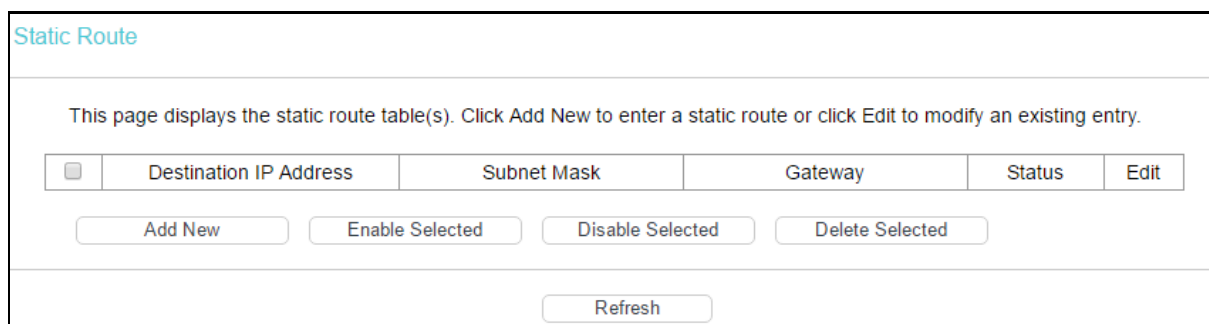 Static Route
This page displays the static route table(s). Click Add New to enter a static route or click Edit to modify an existing entry.
Destination IP Address Subnet Mask Gateway Status Edit
Add New Enable Selected Disable Selected Delete Selected
Refresh